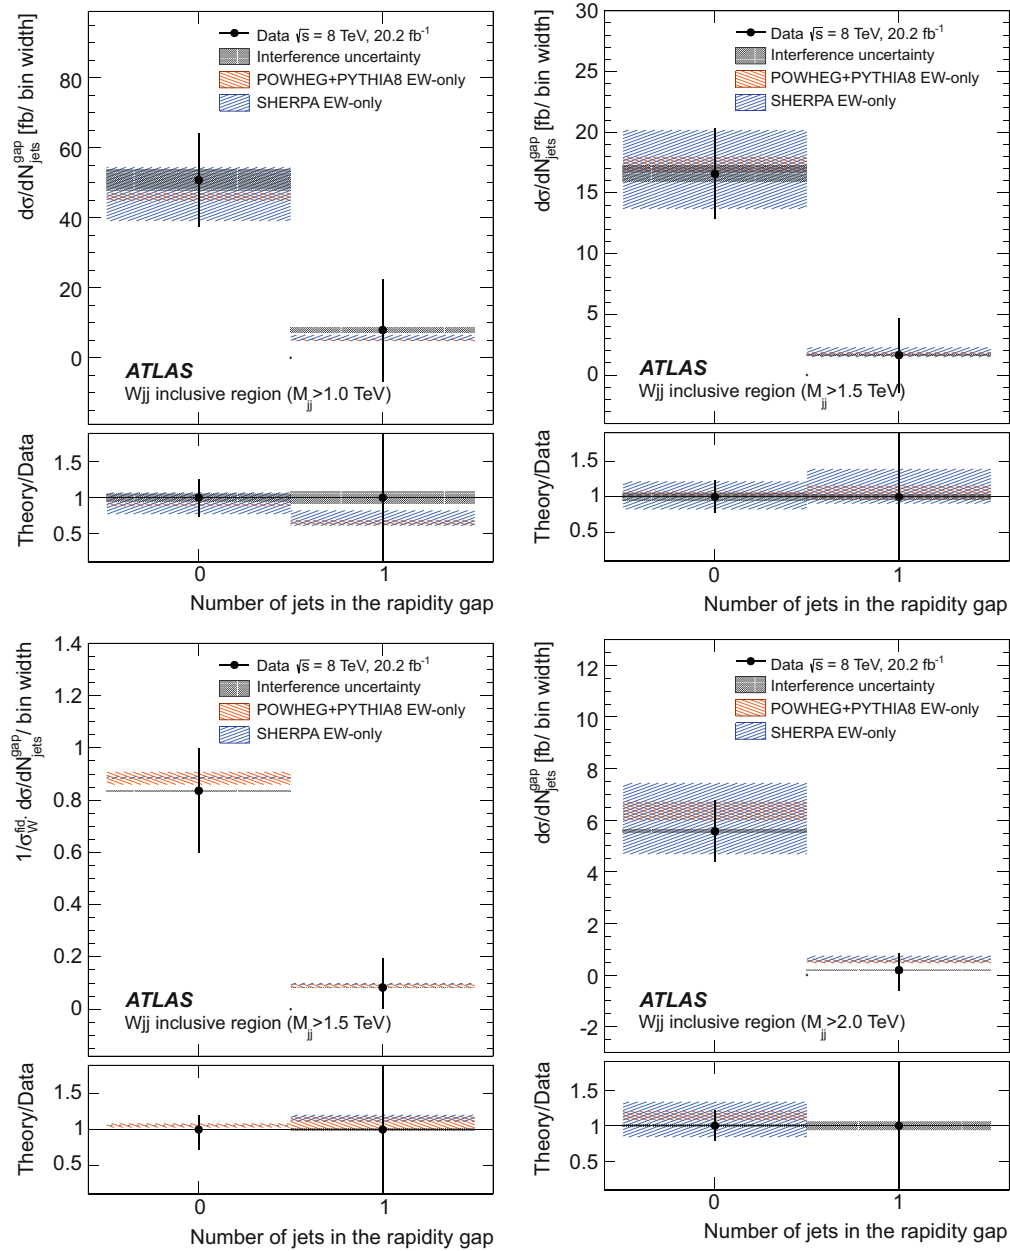 dσ/dN_jets^gap [fb/ bin width]
80
60
40
20
0
Data √s = 8 TeV, 20.2 fb⁻¹
Interference uncertainty
POWHEG+PYTHIA8 EW-only
SHERPA EW-only
ATLAS
Wjj inclusive region (M_jj>1.0 TeV)
Theory/Data
1.5
1
0.5
0
1
Number of jets in the rapidity gap
dσ/dN_jets^gap [fb/ bin width]
30
25
20
15
10
5
0
Data √s = 8 TeV, 20.2 fb⁻¹
Interference uncertainty
POWHEG+PYTHIA8 EW-only
SHERPA EW-only
ATLAS
Wjj inclusive region (M_jj>1.5 TeV)
Theory/Data
1.5
1
0.5
0
1
Number of jets in the rapidity gap
1/σ_W^fid· dσ/dN_jets^gap/ bin width
1.4
1.2
1
0.8
0.6
0.4
0.2
0
Data √s = 8 TeV, 20.2 fb⁻¹
Interference uncertainty
POWHEG+PYTHIA8 EW-only
SHERPA EW-only
ATLAS
Wjj inclusive region (M_jj>1.5 TeV)
Theory/Data
1.5
1
0.5
0
1
Number of jets in the rapidity gap
dσ/dN_jets^gap [fb/ bin width]
12
10
8
6
4
2
0
-2
Data √s = 8 TeV, 20.2 fb⁻¹
Interference uncertainty
POWHEG+PYTHIA8 EW-only
SHERPA EW-only
ATLAS
Wjj inclusive region (M_jj>2.0 TeV)
Theory/Data
1.5
1
0.5
0
1
Number of jets in the rapidity gap